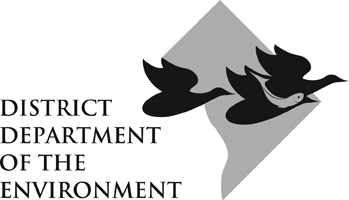 DISTRICT
DEPARTMENT
OF THE
ENVIRONMENT